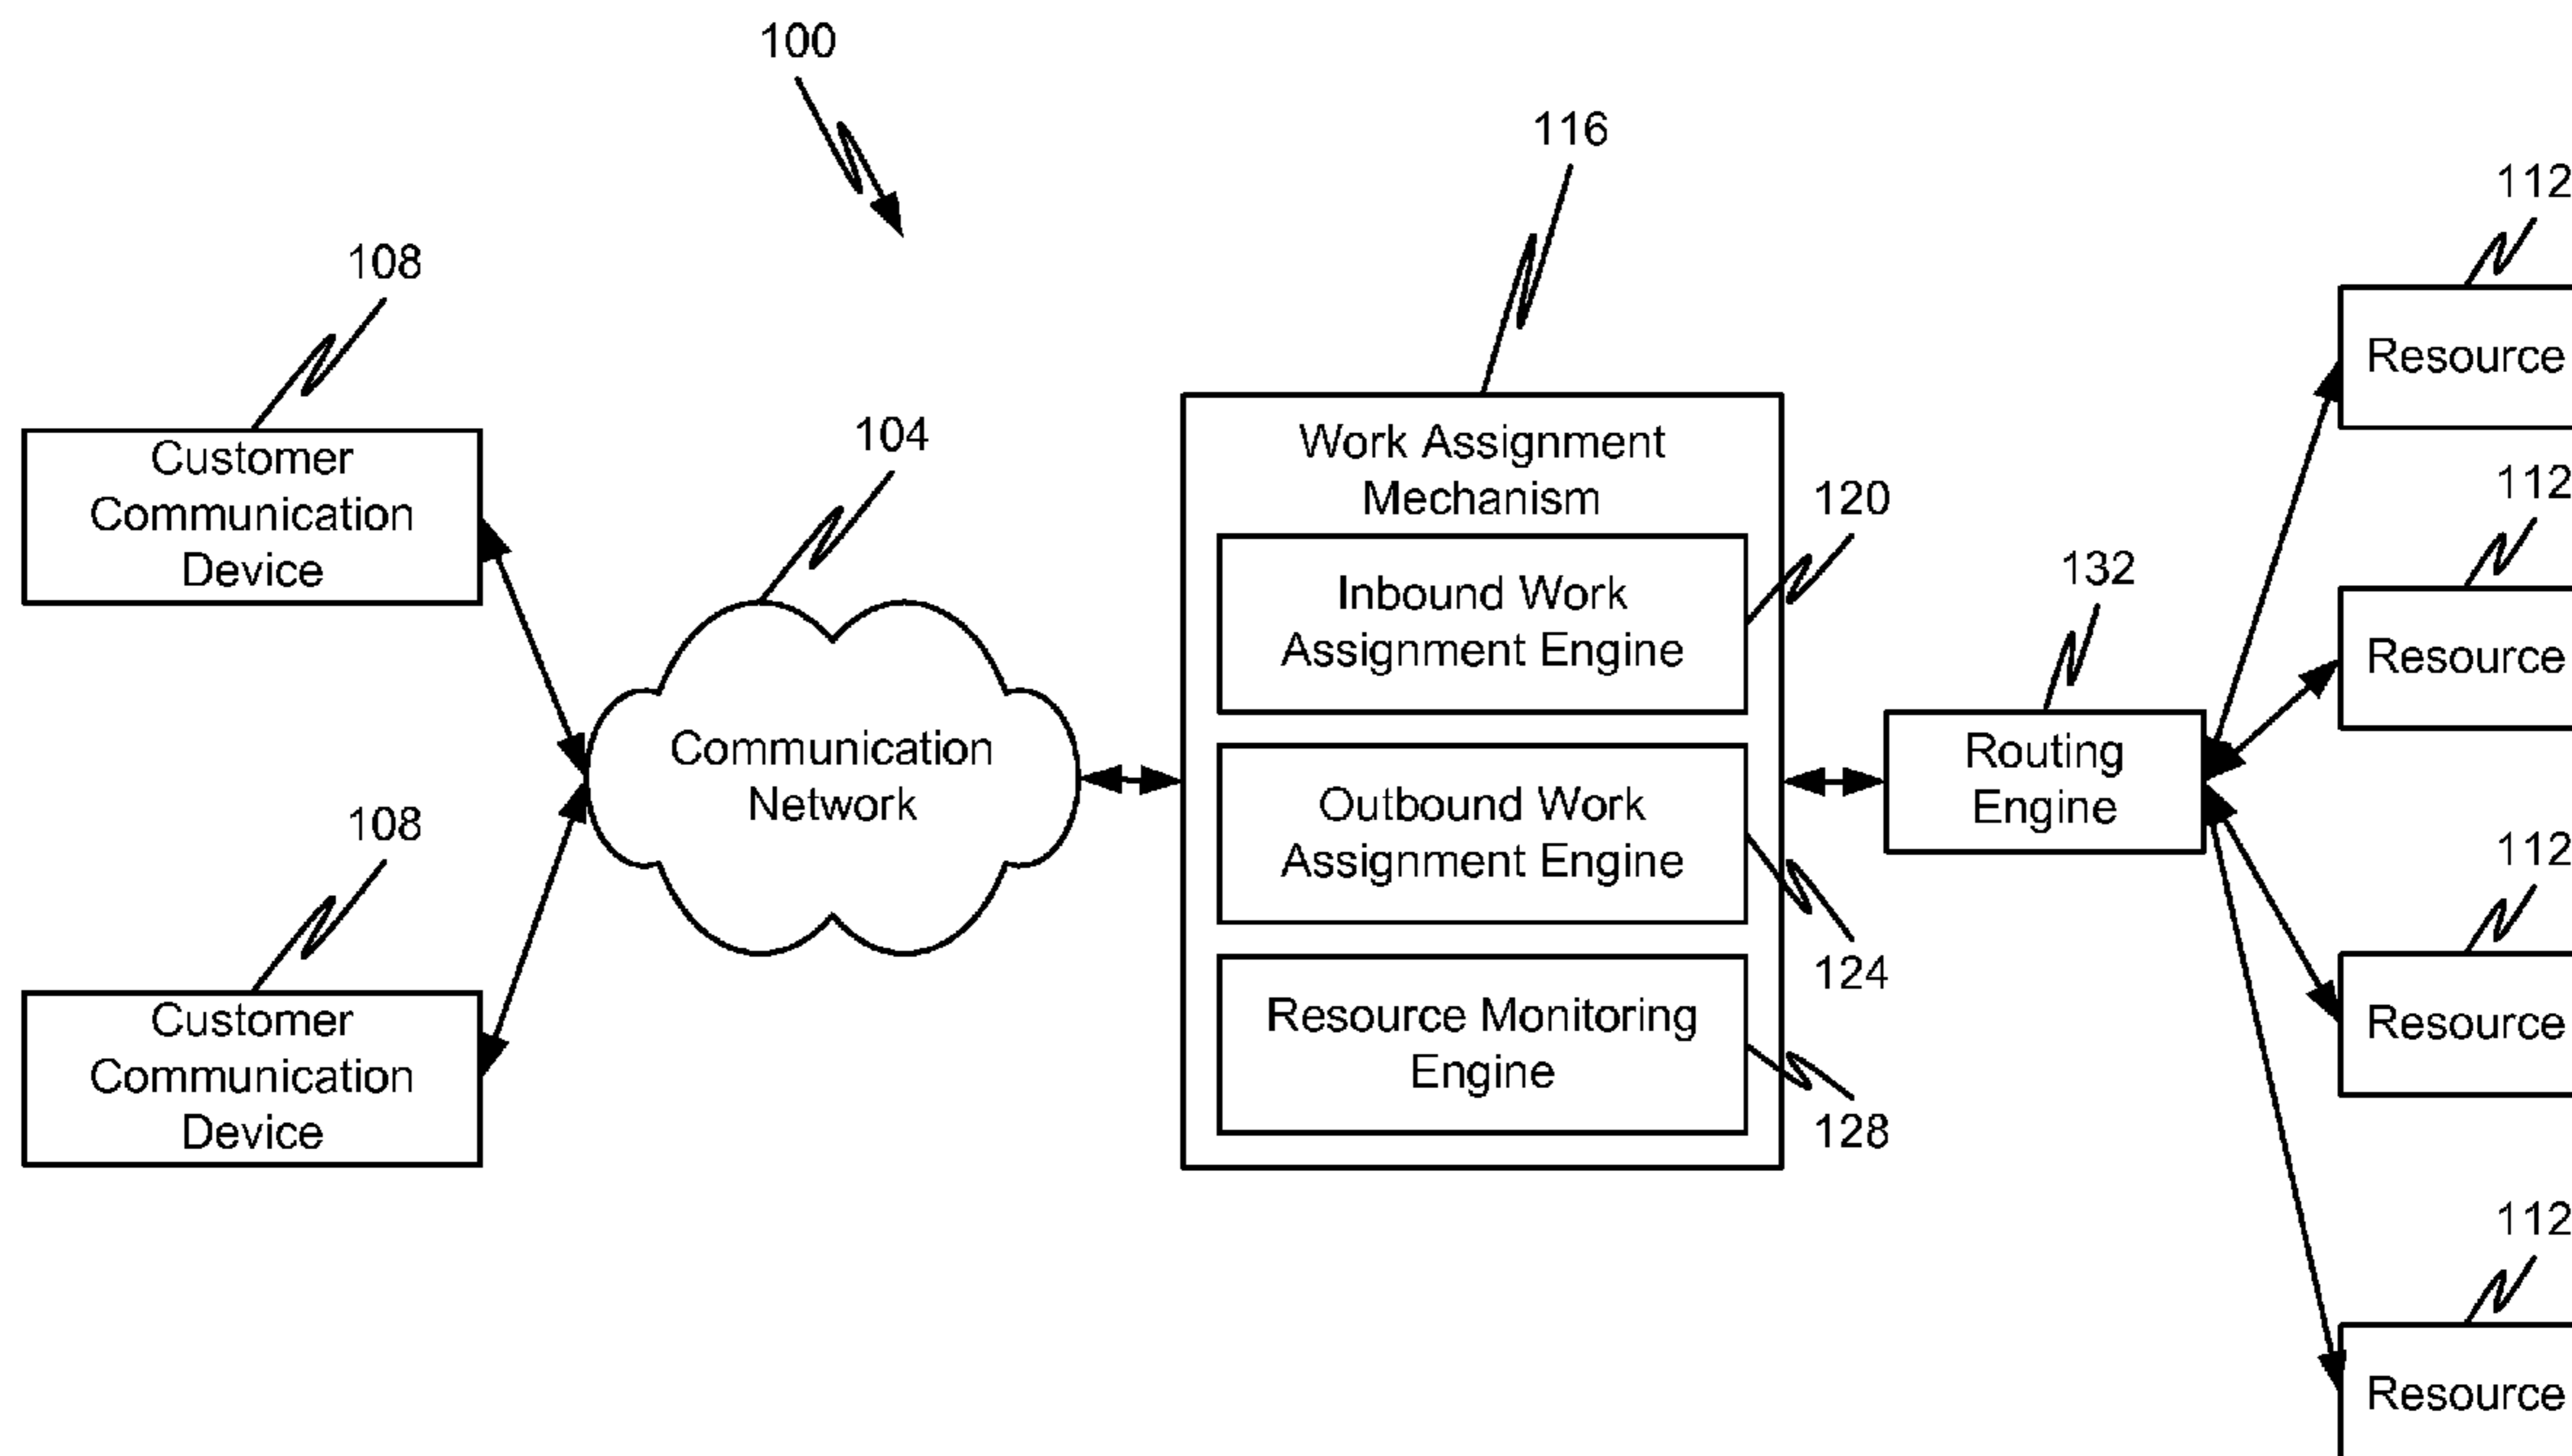 100
116
112
108
Customer
Communication
Device
104
Work Assignment
Mechanism
120
Inbound Work
Assignment Engine
132
Resource
112
Resource
Communication
Network
Outbound Work
Assignment Engine
124
Routing
Engine
108
Customer
Communication
Device
Resource Monitoring
Engine
128
112
Resource
112
Resource